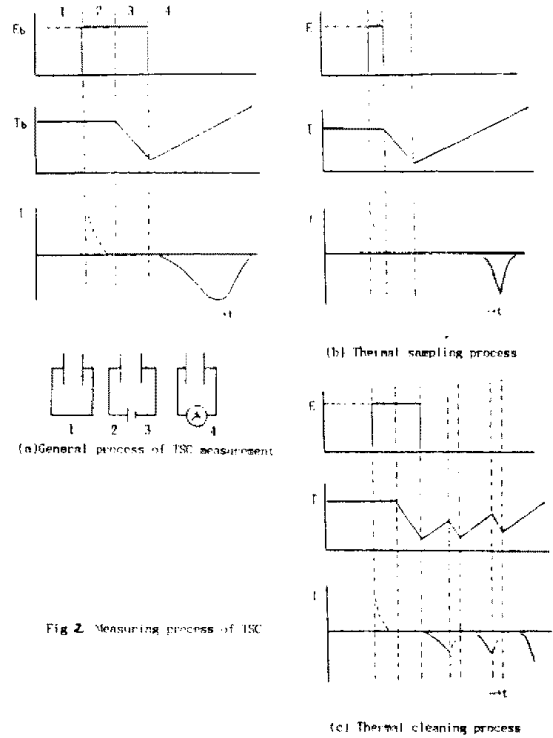 1 2 3 4
Eb
Tb
I
→t
1 2 3 4
(a)General process of TSC measurement
E
T
I
→t
(b) Thermal sampling process
E
T
I
→t
(c) Thermal cleaning process
Fig 2. Measuring process of TSC